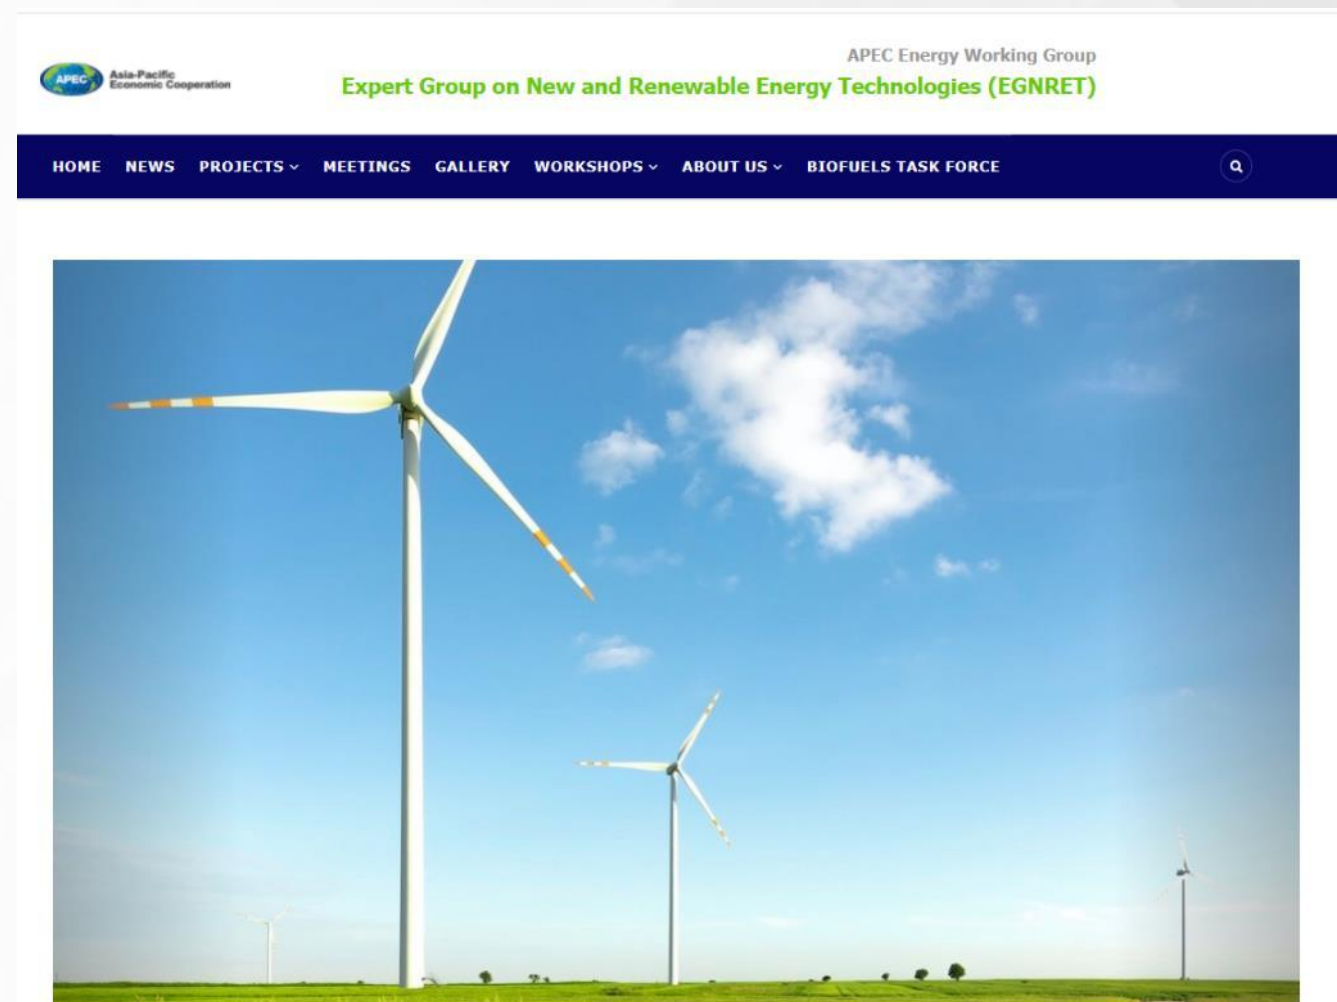 APEC
Asia-Pacific
Economic Cooperation
APEC Energy Working Group
Expert Group on New and Renewable Energy Technologies (EGNRET)
HOME NEWS PROJECTS MEETINGS GALLERY WORKSHOPS ABOUT US BIOFUELS TASK FORCE